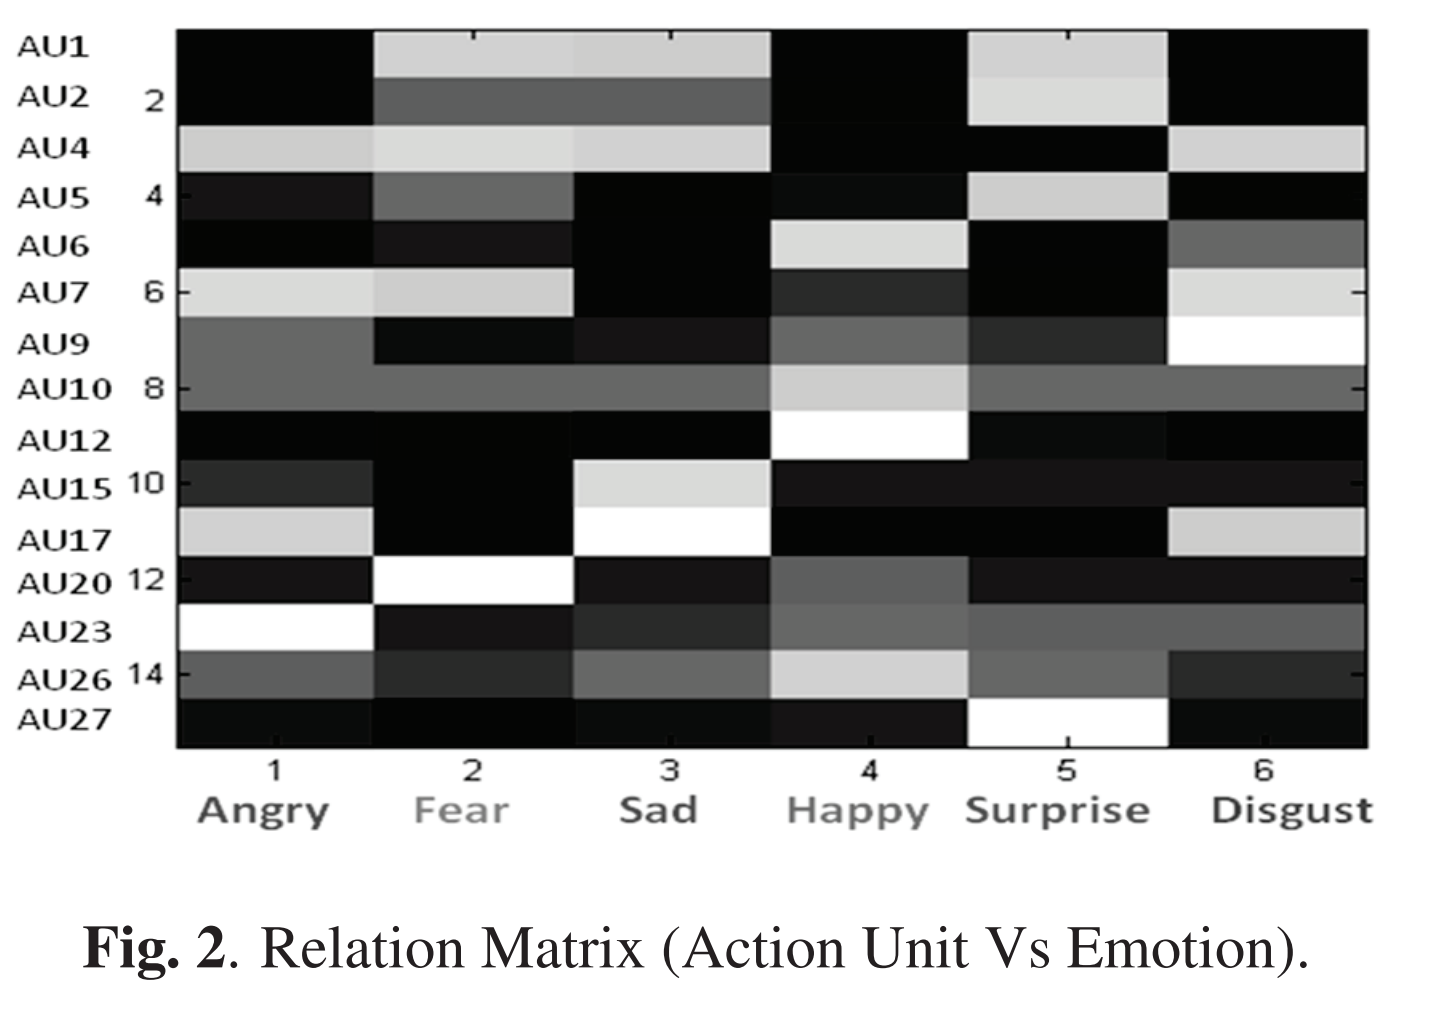 AU1
AU2 2
AU4
AU5 4
AU6
AU7 6
AU9
AU10 8
AU12
AU15 10
AU17
AU20 12
AU23
AU26 14
AU27
1 2 3 4 5 6
Angry Fear Sad Happy Surprise Disgust
Fig. 2. Relation Matrix (Action Unit Vs Emotion).